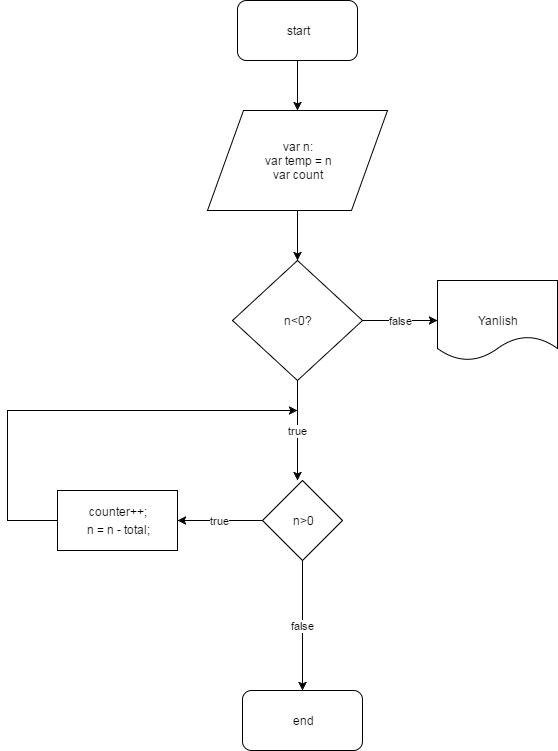 start
var n:
var temp = n
var count
n<0?
false
Yanlish
true
counter++;
n = n - total;
true
n>0
false
end